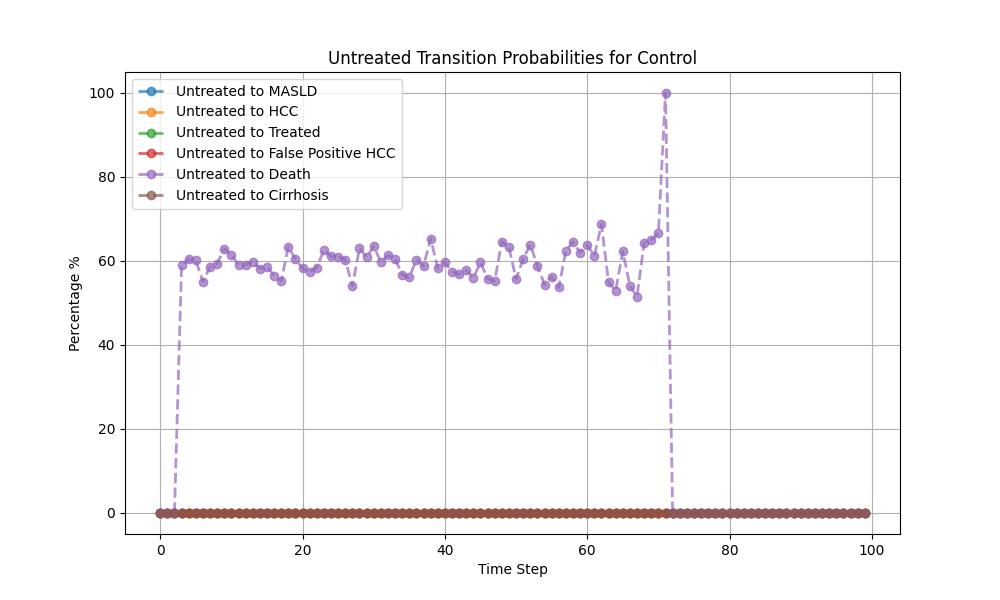 Untreated Transition Probabilities for Control
Untreated to MASLD
Untreated to HCC
Untreated to Treated
Untreated to False Positive HCC
Untreated to Death
Untreated to Cirrhosis
Percentage %
100
80
60
40
20
0
0 20 40 60 80 100
Time Step